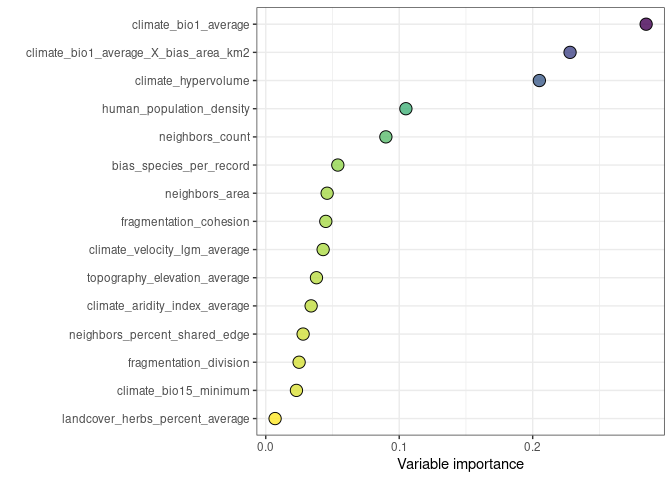 climate_bio1_average
climate_bio1_average_X_bias_area_km2
climate_hypervolume
human_population_density
neighbors_count
bias_species_per_record
neighbors_area
fragmentation_cohesion
climate_velocity_lgm_average
topography_elevation_average
climate_aridity_index_average
neighbors_percent_shared_edge
fragmentation_division
climate_bio15_minimum
landcover_herbs_percent_average
0.0 0.1 0.2
Variable importance